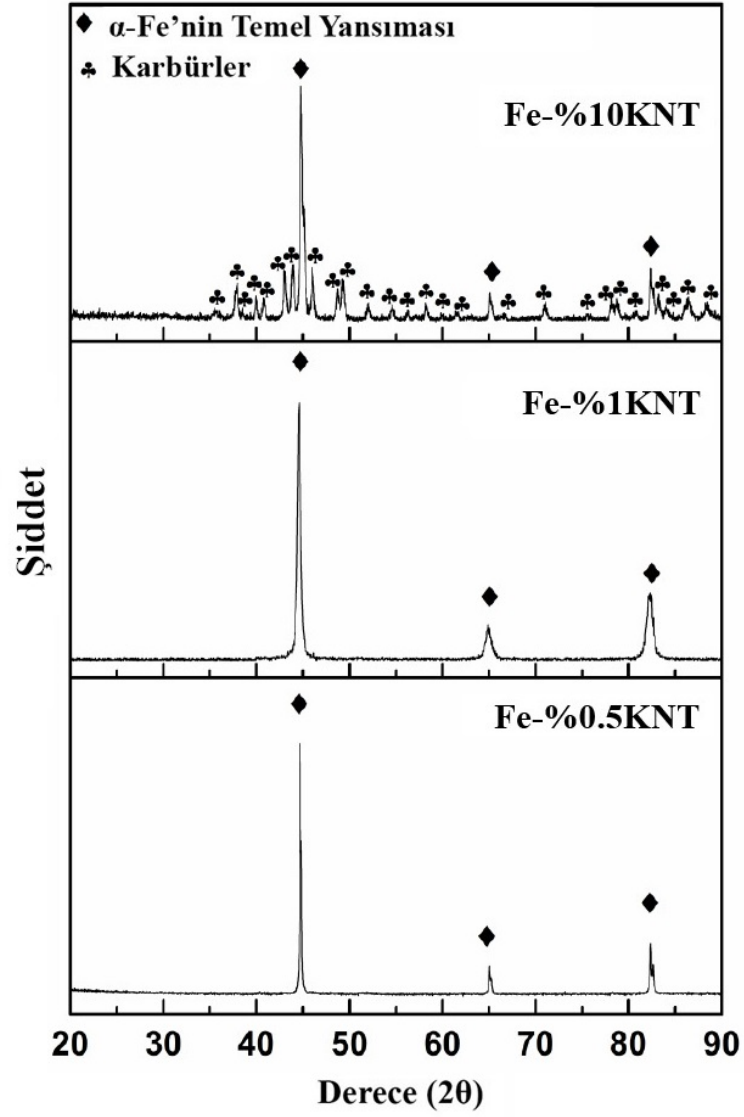 ♦ α-Fe’nin Temel Yansıması
♣ Karbürler
Fe-%10KNT
Fe-%1KNT
Fe-%0.5KNT
Şiddet
20 30 40 50 60 70 80 90
Derece (2θ)